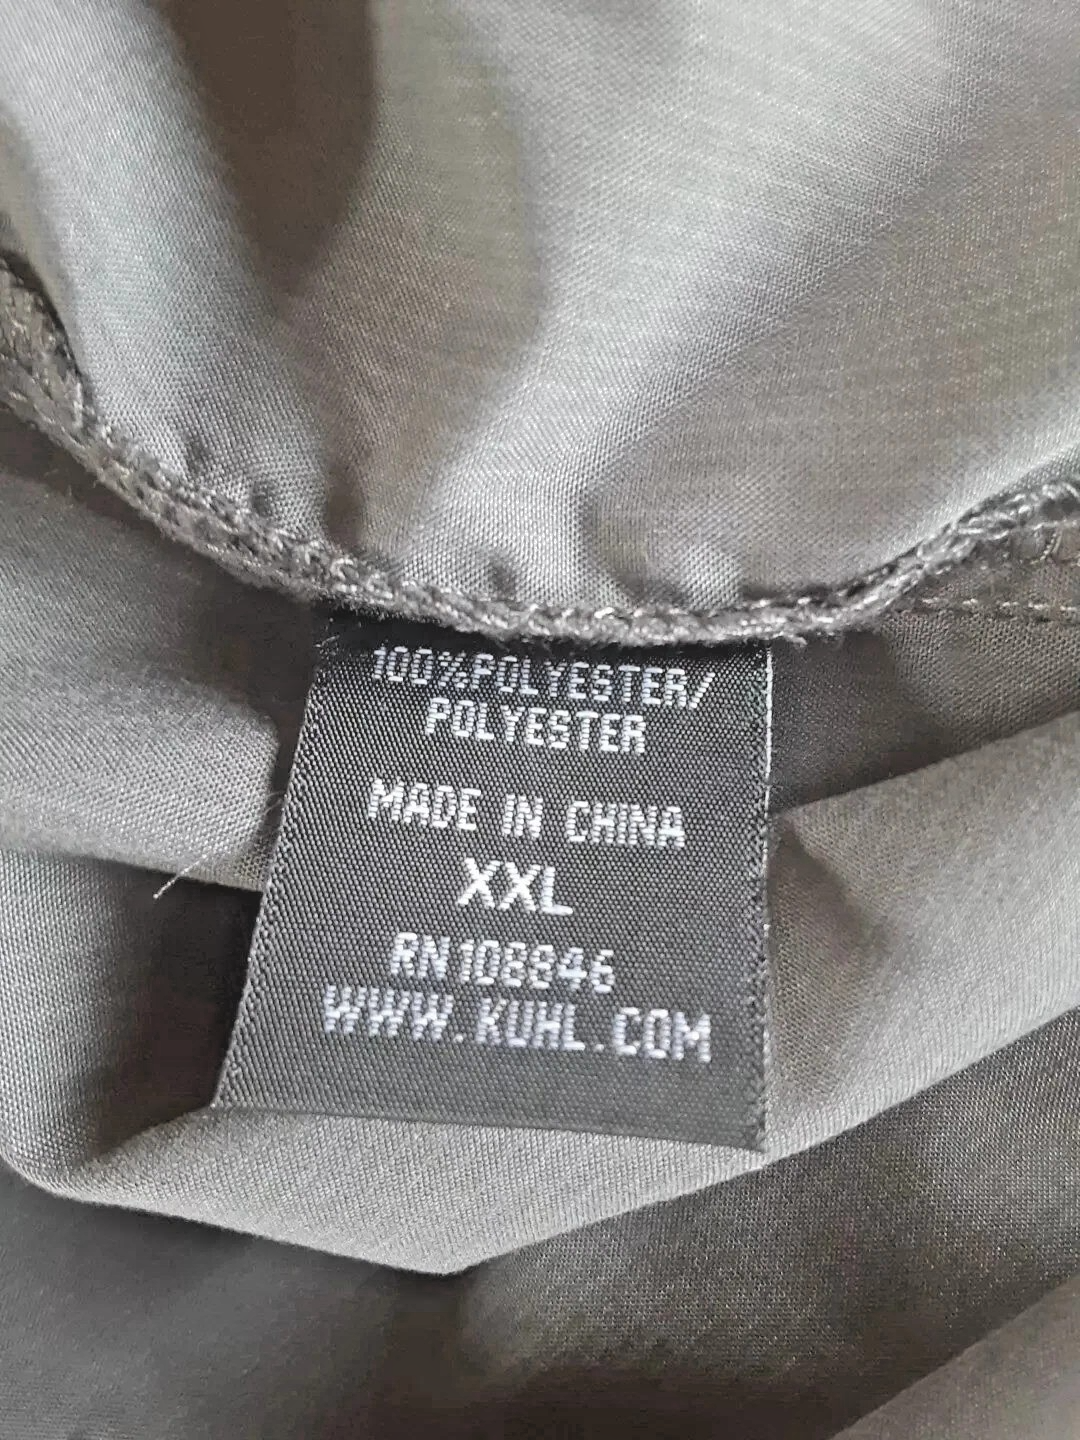 100%POLYESTER/
POLYESTER
MADE IN CHINA
XXL
RN108846
WWW.KUHL.COM